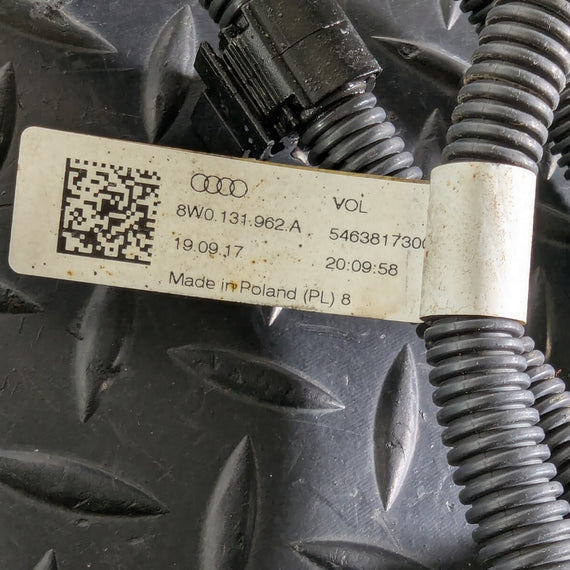 VOL
8W0.131.962.A 5463817300
19.09.17 20:09:58
Made in Poland (PL) 8